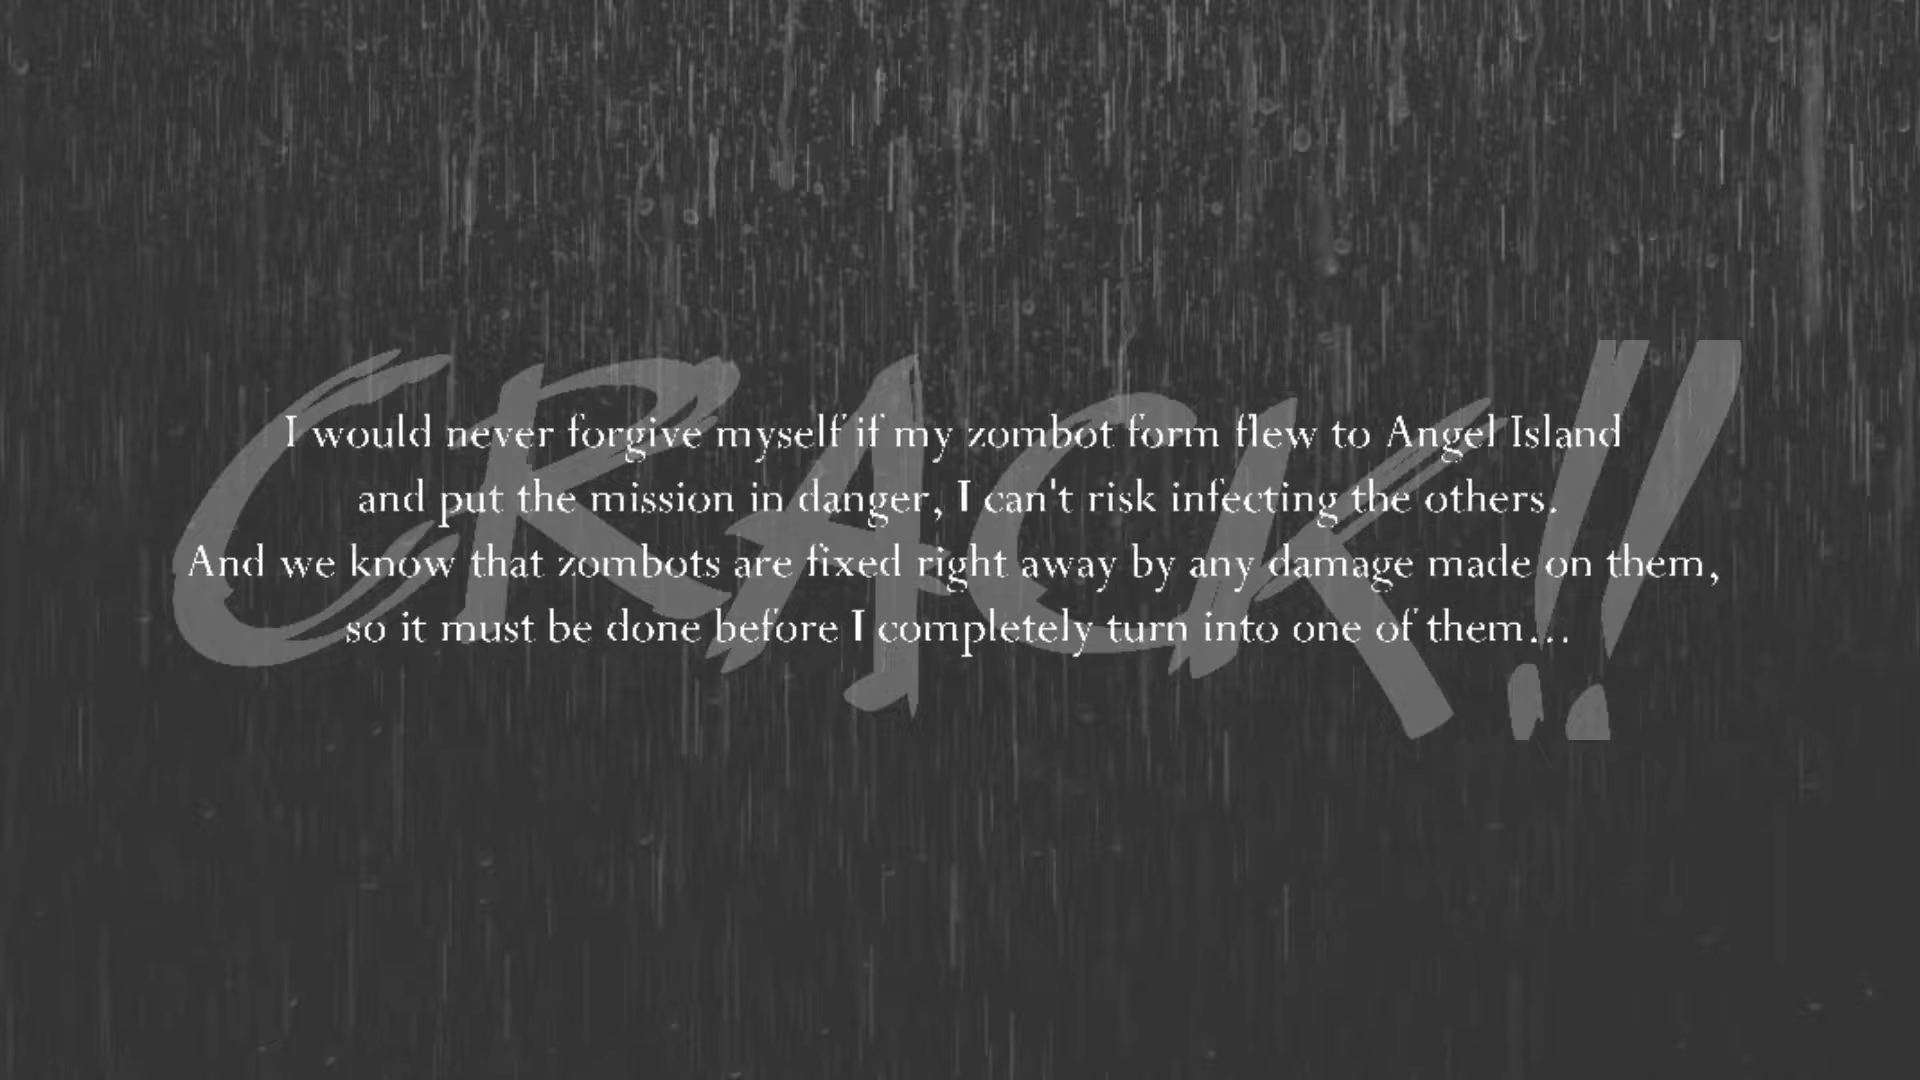 CRACK!!
I would never forgive myself if my zombot form flew to Angel Island
and put the mission in danger, I can't risk infecting the others.
And we know that zombots are fixed right away by any damage made on them,
so it must be done before I completely turn into one of them...